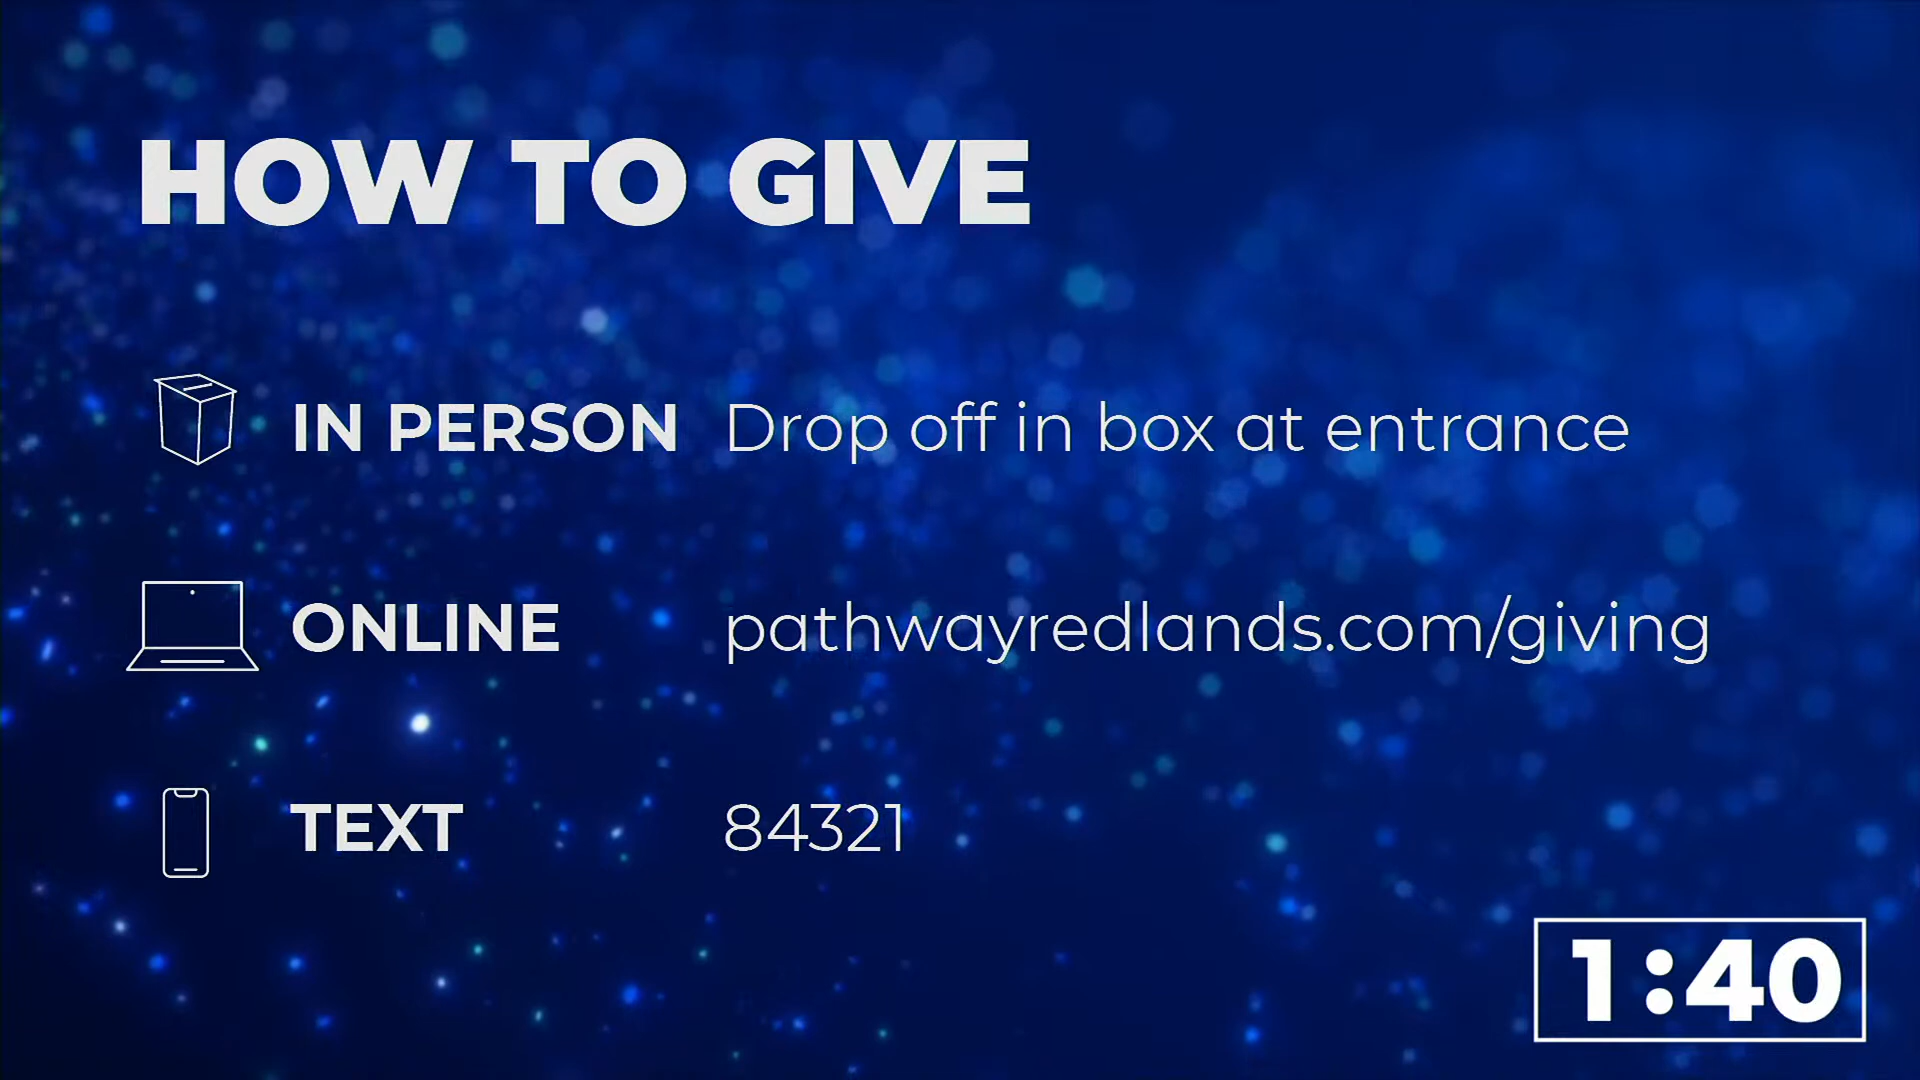 HOW TO GIVE
IN PERSON Drop off in box at entrance
ONLINE pathwayredlands.com/giving
TEXT 84321
1:40